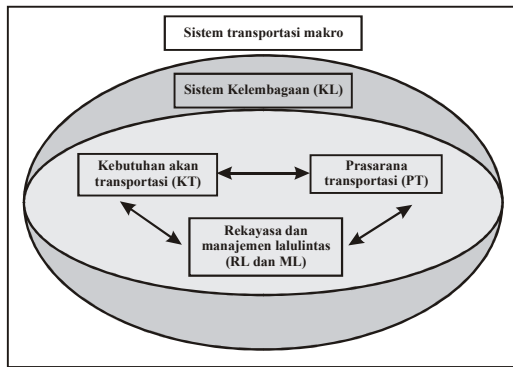 Sistem transportasi makro
Sistem Kelembagaan (KL)
Kebutuhan akan
transportasi (KT)
Prasarana
transportasi (PT)
Rekayasa dan
manajemen lalulintas
(RL dan ML)